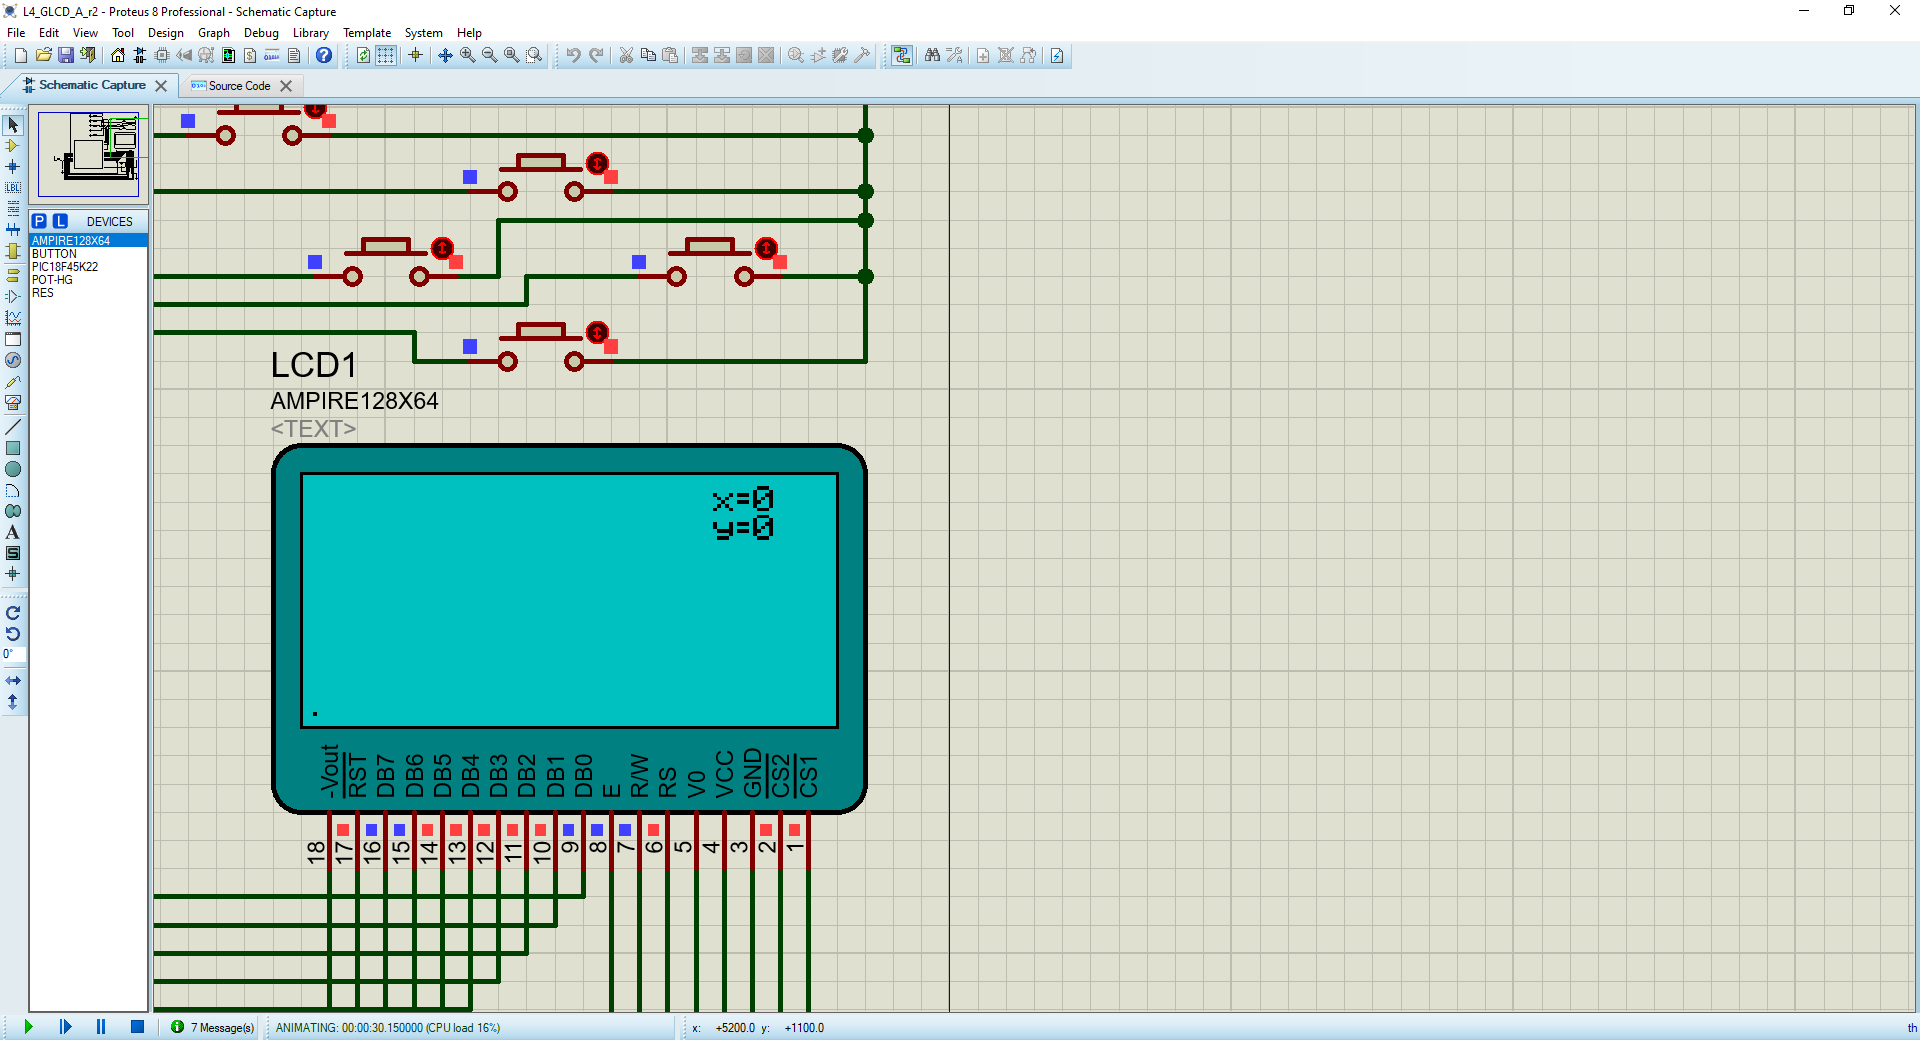 L4_GLCD_A_r2 - Proteus 8 Professional - Schematic Capture
File Edit View Tool Design Graph Debug Library Template System Help
Schematic Capture
Source Code
P L DEVICES
AMPIRE128X64
BUTTON
PIC18F45K22
POT-HG
RES
LBL
A
S
0°
LCD1
AMPIRE128X64
<TEXT>
x=0
y=0
-Vout RST DB7 DB6 DB5 DB4 DB3 DB2 DB1 DB0 E R/W RS V0 VCC GND CS2 CS1
18 17 16 15 14 13 12 11 10 9 8 7 6 5 4 3 2 1
7 Message(s)
ANIMATING: 00:00:30.150000 (CPU load 16%)
x: +5200.0 y: +1100.0
th